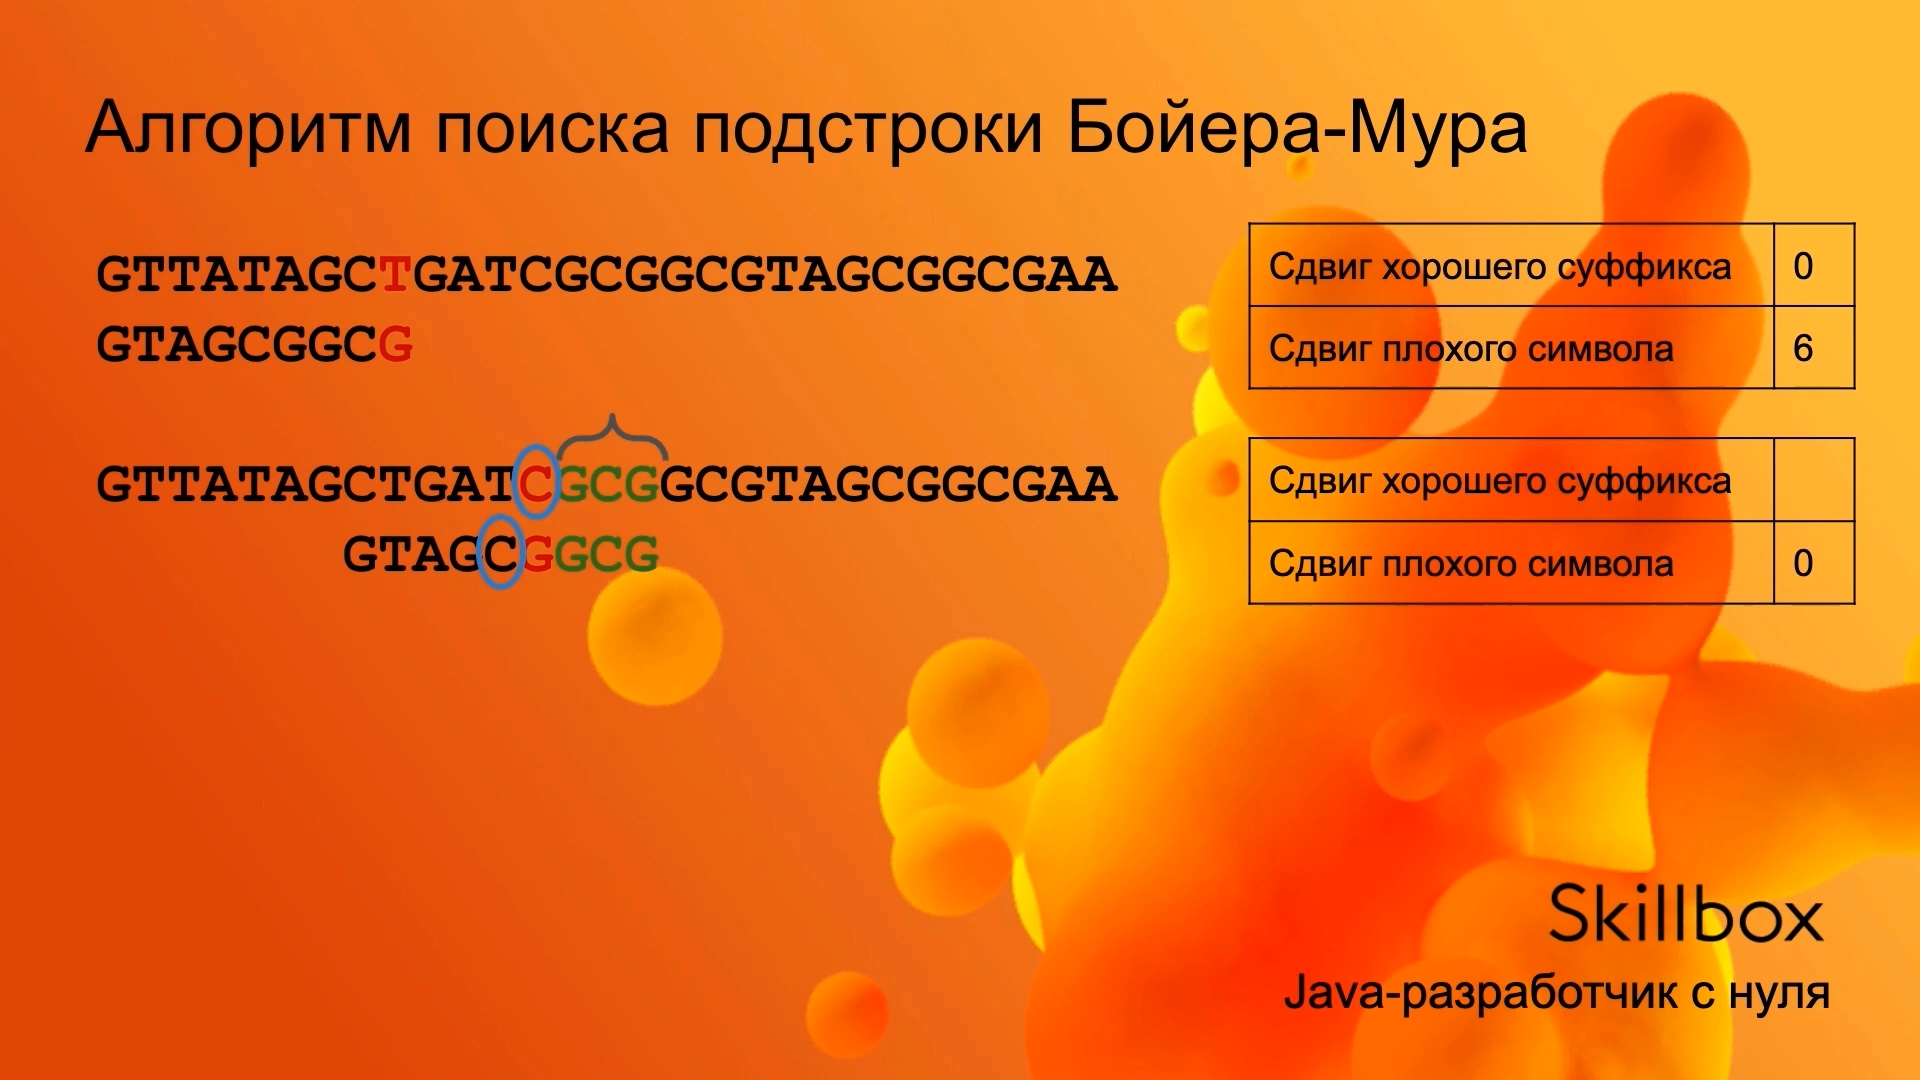 Алгоритм поиска подстроки Бойера-Мура
GTTATAGCTGATCGCGGCGTAGCGGCGAA
GTAGCGGCG
Сдвиг хорошего суффикса 0
Сдвиг плохого символа 6
GTTATAGCTGATCGCGGCGTAGCGGCGAA
GTAGCGGCG
Сдвиг хорошего суффикса
Сдвиг плохого символа 0
Skillbox
Java-разработчик с нуля